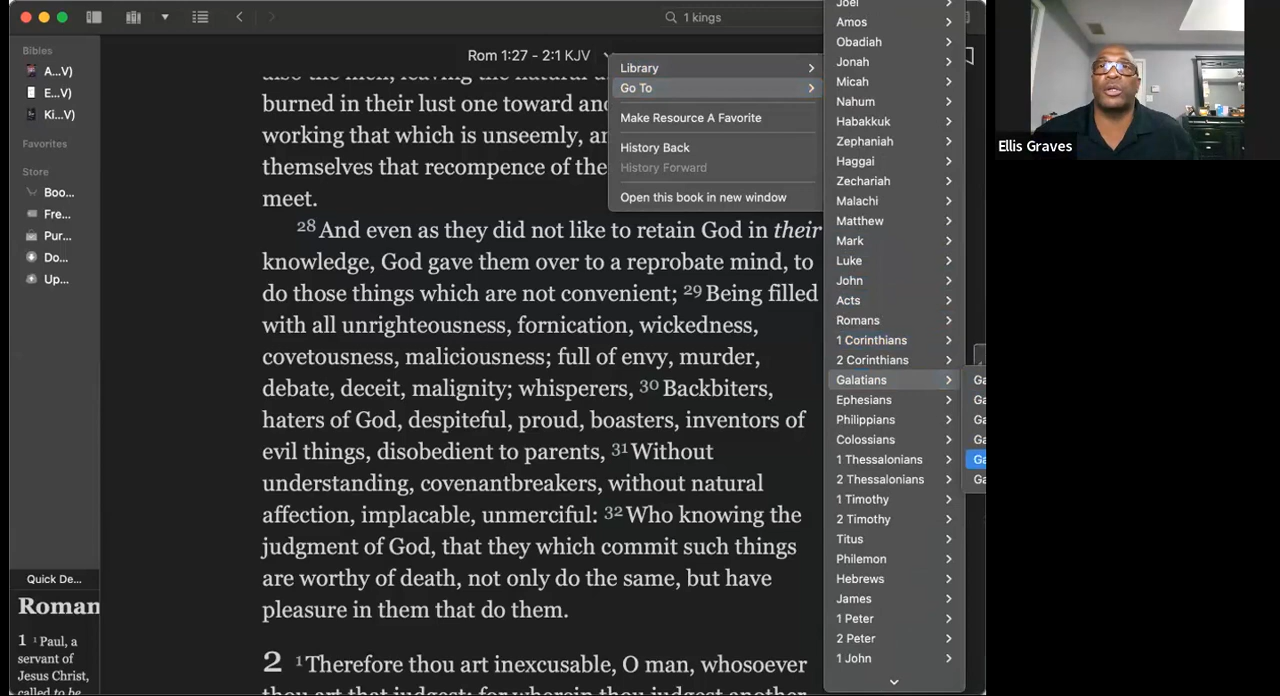 1 kings
Bibles
A...V)
E...V)
Ki...V)
Favorites
Store
Boo...
Fre...
Pur...
Do...
Up...
Quick De...
Roman
1 1 Paul, a
servant of
Jesus Christ,
called to be
Rom 1:27 - 2:1 KJV
burned in their lust one toward
working that which is unseemly,
themselves that recompence of the
meet.
28 And even as they did not like to retain God in their
knowledge, God gave them over to a reprobate mind, to
do those things which are not convenient; 29 Being filled
with all unrighteousness, fornication, wickedness,
covetousness, maliciousness; full of envy, murder,
debate, deceit, malignity; whisperers, 30 Backbiters,
haters of God, despiteful, proud, boasters, inventors of
evil things, disobedient to parents, 31 Without
understanding, covenantbreakers, without natural
affection, implacable, unmerciful: 32 Who knowing the
judgment of God, that they which commit such things
are worthy of death, not only do the same, but have
pleasure in them that do them.
2 1 Therefore thou art inexcusable, O man, whosoever
Library
Go To
Make Resource A Favorite
History Back
History Forward
Open this book in new window
Joel
Amos
Obadiah
Jonah
Micah
Nahum
Habakkuk
Zephaniah
Haggai
Zechariah
Malachi
Matthew
Mark
Luke
John
Acts
Romans
1 Corinthians
2 Corinthians
Galatians
Ephesians
Philippians
Colossians
1 Thessalonians
2 Thessalonians
1 Timothy
2 Timothy
Titus
Philemon
Hebrews
James
1 Peter
2 Peter
1 John
Ga
Ga
Ga
Ga
Ga
Ga
Ellis Graves